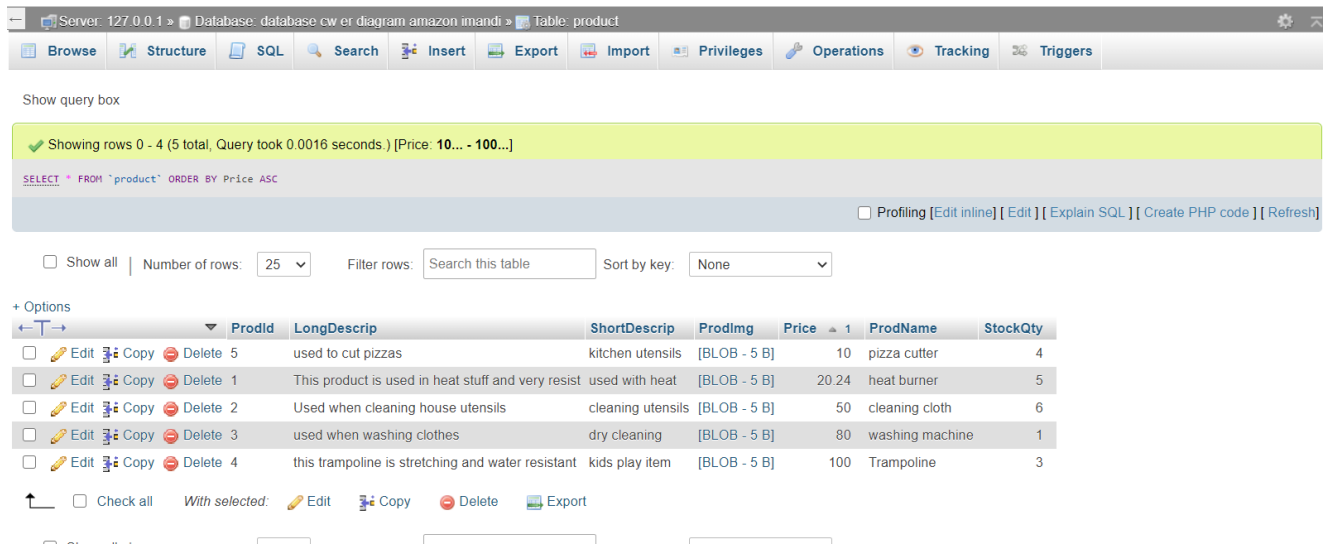 Server: 127.0.0.1 » Database: database cw er diagram amazon imandi » Table: product
Browse Structure SQL Search Insert Export Import Privileges Operations Tracking Triggers
Show query box
Showing rows 0 - 4 (5 total, Query took 0.0016 seconds.) [Price: 10... - 100...]
SELECT * FROM `product` ORDER BY Price ASC
Profiling [Edit inline] [ Edit ] [ Explain SQL ] [ Create PHP code ] [ Refresh]
Show all | Number of rows: 25 Filter rows: Search this table Sort by key: None
+ Options
←T→ ProdId LongDescrip ShortDescrip ProdImg Price 1 ProdName StockQty
Edit Copy Delete 5 used to cut pizzas kitchen utensils [BLOB - 5 B] 10 pizza cutter 4
Edit Copy Delete 1 This product is used in heat stuff and very resist used with heat [BLOB - 5 B] 20.24 heat burner 5
Edit Copy Delete 2 Used when cleaning house utensils cleaning utensils [BLOB - 5 B] 50 cleaning cloth 6
Edit Copy Delete 3 used when washing clothes dry cleaning [BLOB - 5 B] 80 washing machine 1
Edit Copy Delete 4 this trampoline is stretching and water resistant kids play item [BLOB - 5 B] 100 Trampoline 3
Check all With selected: Edit Copy Delete Export